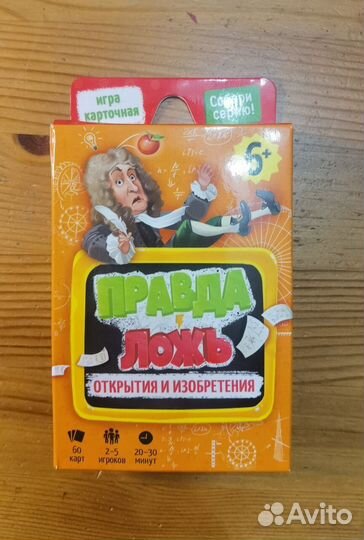 игра
карточная
Собери
серию!
6+
ПРАВДА
ЛОЖЬ
ОТКРЫТИЯ И ИЗОБРЕТЕНИЯ
60
карт
2-5
игроков
20-30
минут
Avito